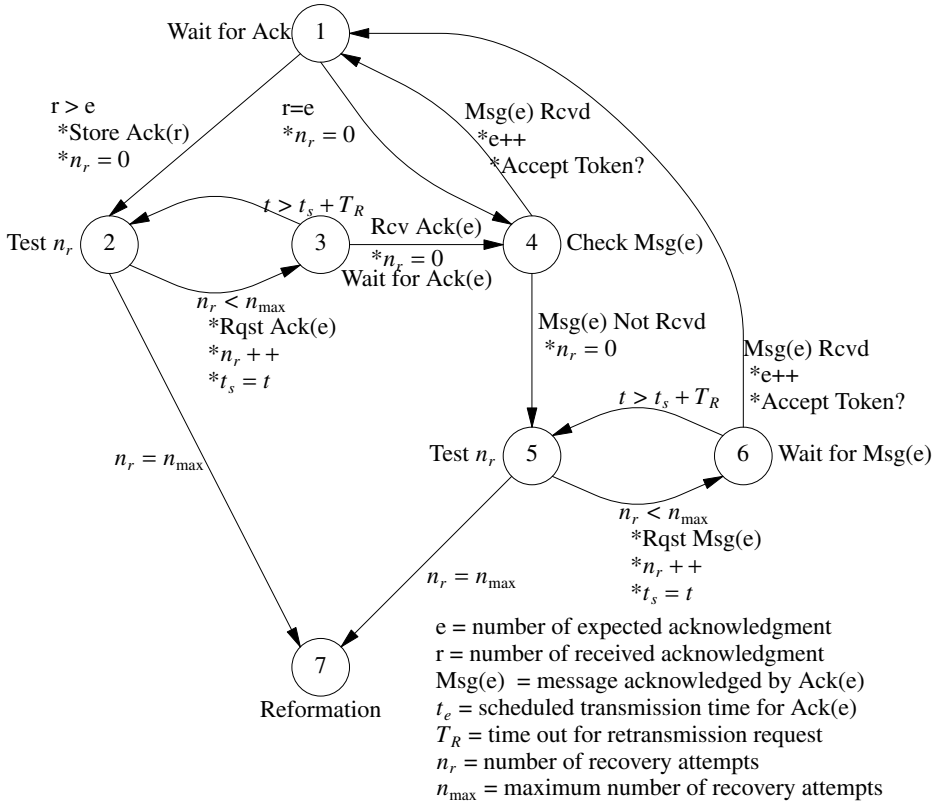 Wait for Ack
1
r > e
*Store Ack(r)
*n_r = 0
r=e
*n_r = 0
Msg(e) Rcvd
*e++
*Accept Token?
t > t_s + T_R
Test n_r
2
3
Rcv Ack(e)
*n_r = 0
Wait for Ack(e)
4
Check Msg(e)
n_r < n_max
*Rqst Ack(e)
*n_r ++
*t_s = t
Msg(e) Not Rcvd
*n_r = 0
Msg(e) Rcvd
*e++
*Accept Token?
t > t_s + T_R
n_r = n_max
Test n_r
5
6
Wait for Msg(e)
n_r < n_max
*Rqst Msg(e)
*n_r ++
*t_s = t
n_r = n_max
7
Reformation
e = number of expected acknowledgment
r = number of received acknowledgment
Msg(e) = message acknowledged by Ack(e)
t_e = scheduled transmission time for Ack(e)
T_R = time out for retransmission request
n_r = number of recovery attempts
n_max = maximum number of recovery attempts